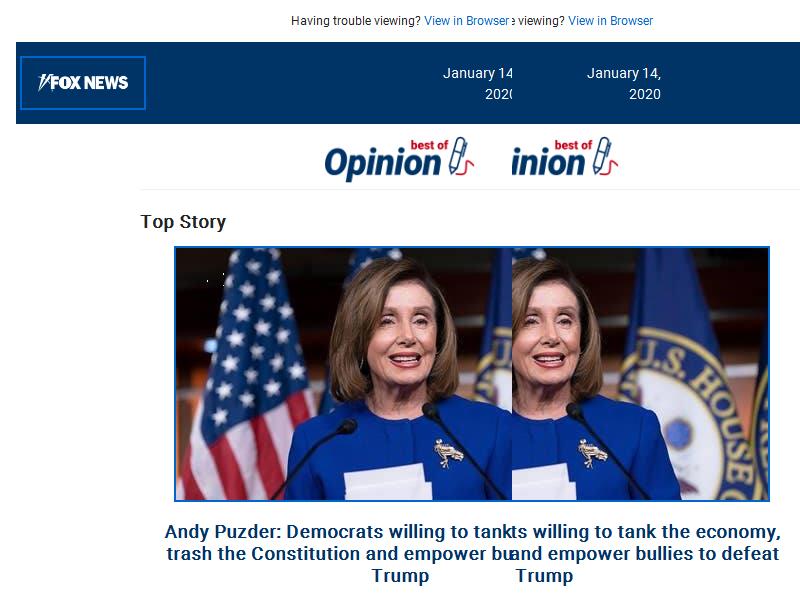 Having trouble viewing? View in Browser e viewing? View in Browser
FOX NEWS
January 14 January 14,
2020 2020
best of best of
Opinion inion
Top Story
U.S. HOUSE
Andy Puzder: Democrats willing to tank ts willing to tank the economy,
trash the Constitution and empower bu and empower bullies to defeat
Trump Trump